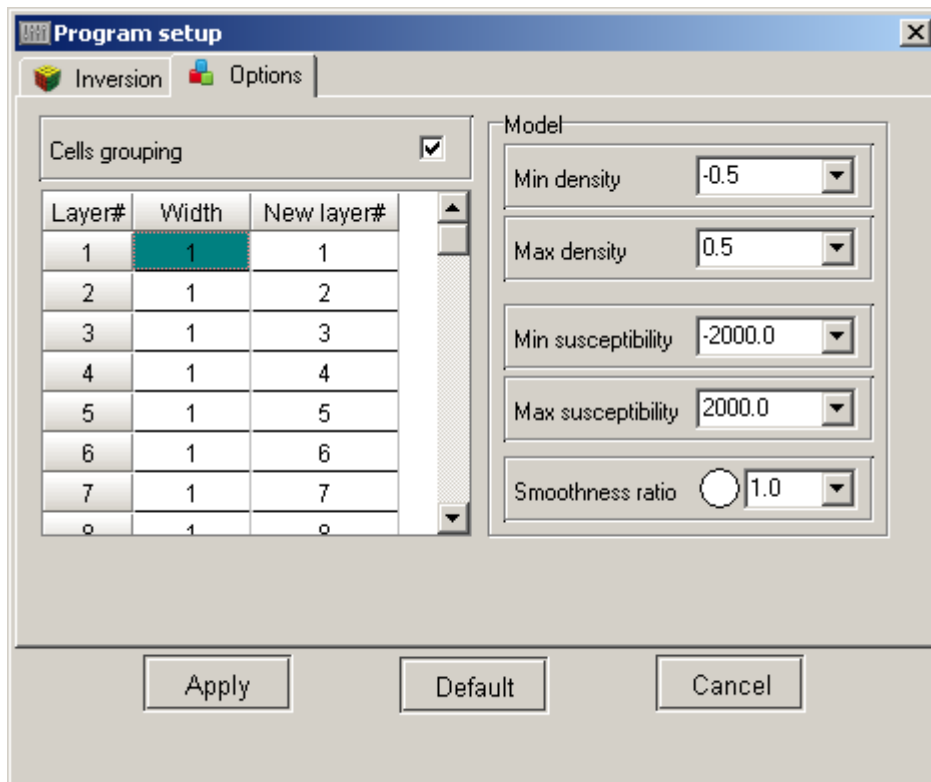 Program setup
Inversion
Options
Cells grouping
Layer# Width New layer#
1 1 1
2 1 2
3 1 3
4 1 4
5 1 5
6 1 6
7 1 7
Model
Min density -0.5
Max density 0.5
Min susceptibility -2000.0
Max susceptibility 2000.0
Smoothness ratio 1.0
Apply
Default
Cancel